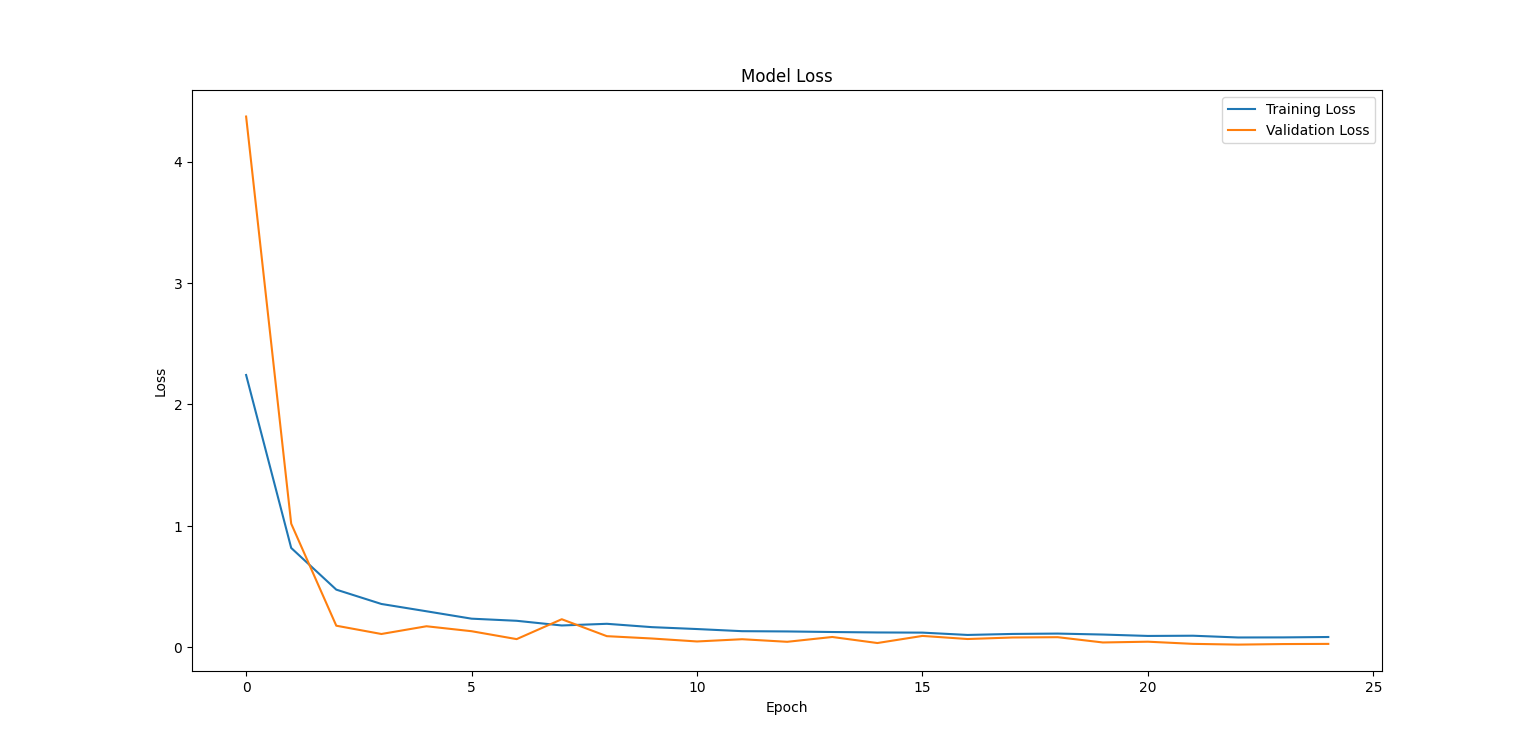 Model Loss
Training Loss
Validation Loss
4
3
2
1
0
Loss
0 5 10 15 20 25
Epoch